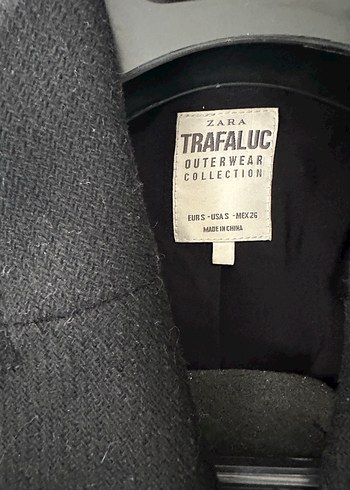 ZARA
TRAFALUC
OUTERWEAR
COLLECTION
EUR S - USA S - MEX 26
MADE IN CHINA